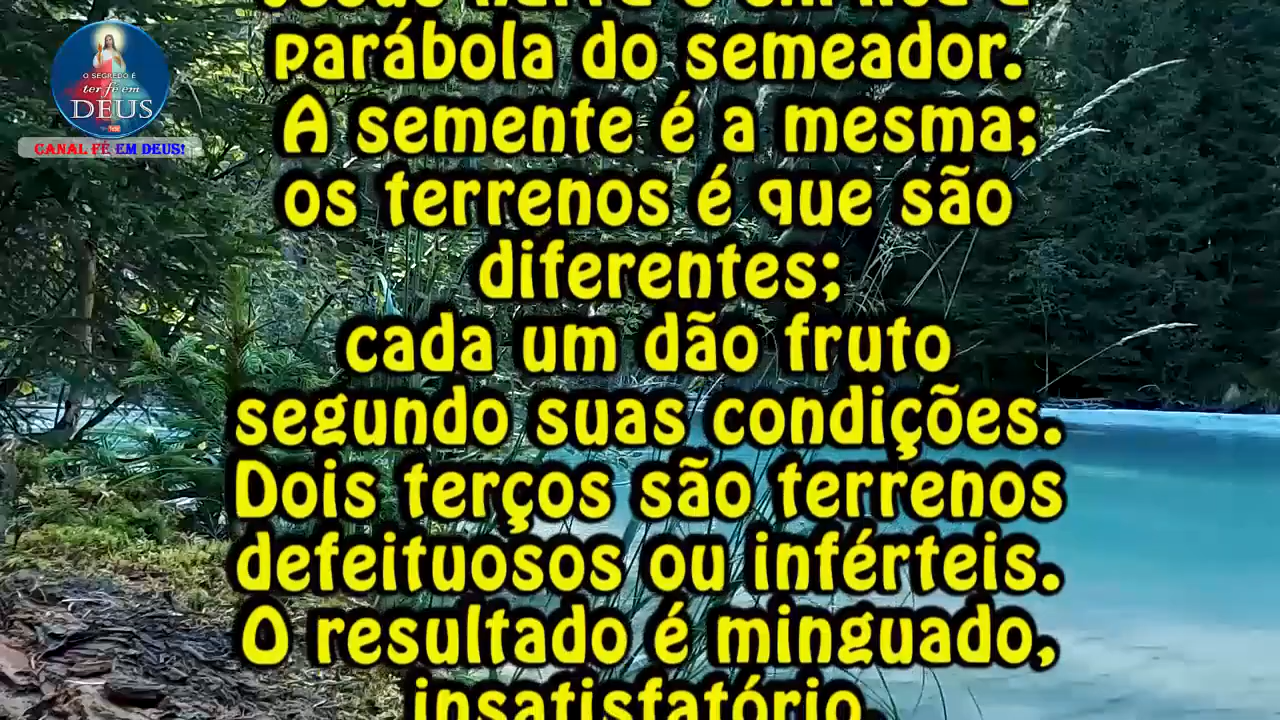 parábola do semeador.
A semente é a mesma;
os terrenos é que são
diferentes;
cada um dão fruto
segundo suas condições.
Dois terços são terrenos
defeituosos ou inférteis.
O resultado é minguado,
insatisfatório.
O SEGREDO É
ter fé em
DEUS
CANAL FÉ EM DEUS!